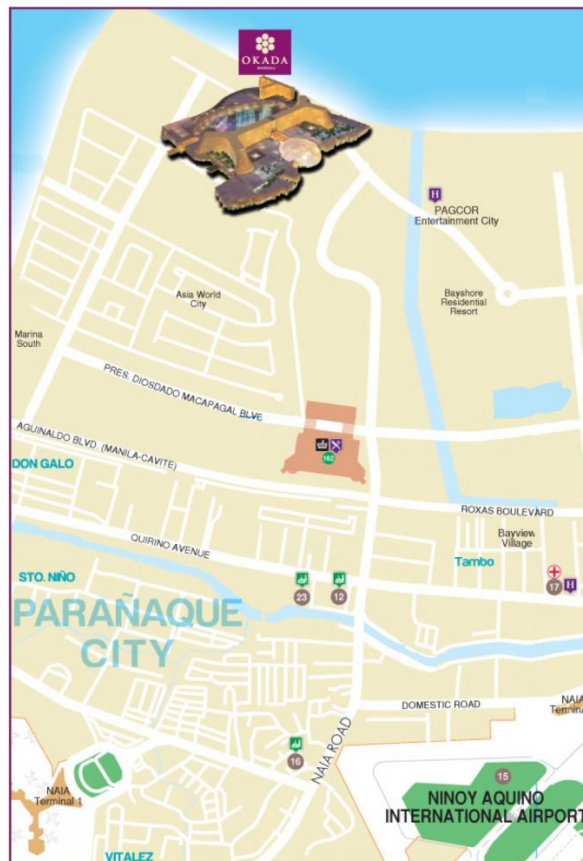 OKADA
MANILA
H
PAGCOR
Entertainment City
Asia World
City
Bayshore
Residential
Resort
Marina
South
PRES. DIOSDADO MACAPAGAL BLVE
AGUINALDO BLVD. (MANILA-CAVITE)
162
DON GALO
ROXAS BOULEVARD
QUIRINO AVENUE
Bayview
Village
Tambo
STO. NIÑO
23
12
17
H
PARAÑAQUE
CITY
DOMESTIC ROAD
NAIA
Termina
NAIA ROAD
16
15
NAIA
Terminal 1
NINOY AQUINO
INTERNATIONAL AIRPORT
VITALEZ